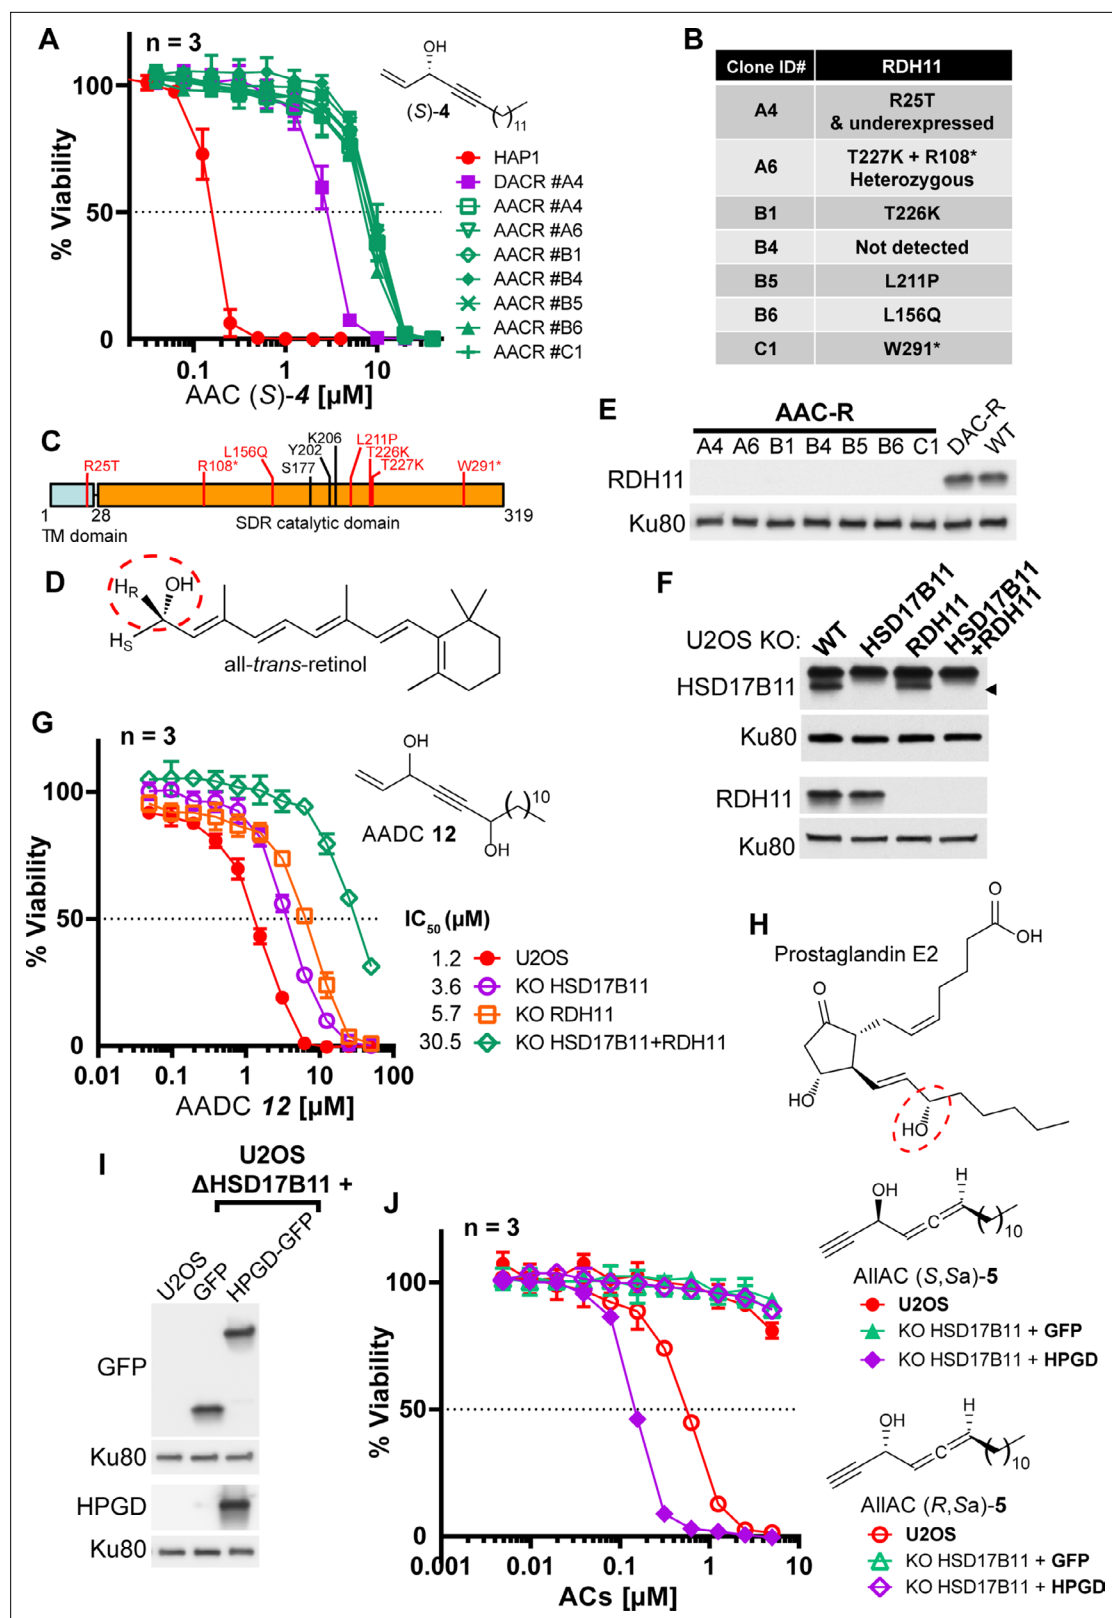 A
n = 3
OH
(S)-4
( )11
100
50
0
% Viability
0.1
1
10
AAC (S)-4 [µM]
HAP1
DACR #A4
AACR #A4
AACR #A6
AACR #B1
AACR #B4
AACR #B5
AACR #B6
AACR #C1
B
Clone ID# RDH11
A4 R25T
& underexpressed
A6 T227K + R108*
Heterozygous
B1 T226K
B4 Not detected
B5 L211P
B6 L156Q
C1 W291*
C
R25T
R108*
L156Q
S177
Y202
K206
L211P
T226K
T227K
W291*
1
28
319
TM domain
SDR catalytic domain
D
HR
OH
HS
all-trans-retinol
E
AAC-R
A4 A6 B1 B4 B5 B6 C1 DAC-R WT
RDH11
Ku80
F
U2OS KO:
WT
HSD17B11
RDH11
HSD17B11
+RDH11
HSD17B11
Ku80
RDH11
Ku80
G
n = 3
OH
( )10
OH
AADC 12
100
50
0
% Viability
0.01 0.1 1 10 100
AADC 12 [µM]
IC50 (µM)
1.2 U2OS
3.6 KO HSD17B11
5.7 KO RDH11
30.5 KO HSD17B11+RDH11
H
Prostaglandin E2
O
OH
O
HO
HO
I
U2OS
ΔHSD17B11 +
U2OS
GFP
HPGD-GFP
GFP
Ku80
HPGD
Ku80
J
n = 3
100
50
0
% Viability
0.001 0.01 0.1 1 10
ACs [µM]
OH
H
C
( )10
AllAC (S,Sa)-5
U2OS
KO HSD17B11 + GFP
KO HSD17B11 + HPGD
OH
H
C
( )10
AllAC (R,Sa)-5
U2OS
KO HSD17B11 + GFP
KO HSD17B11 + HPGD